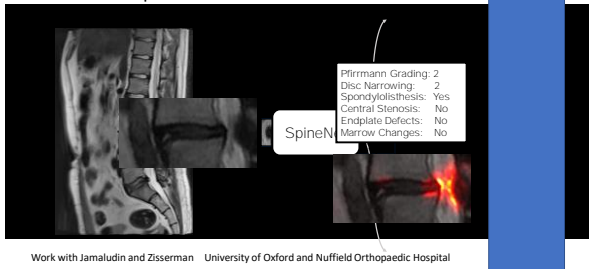 SpineNe
Pfirrmann Grading: 2
Disc Narrowing: 2
Spondylolisthesis: Yes
Central Stenosis: No
Endplate Defects: No
Marrow Changes: No
Work with Jamaludin and Zisserman University of Oxford and Nuffield Orthopaedic Hospital